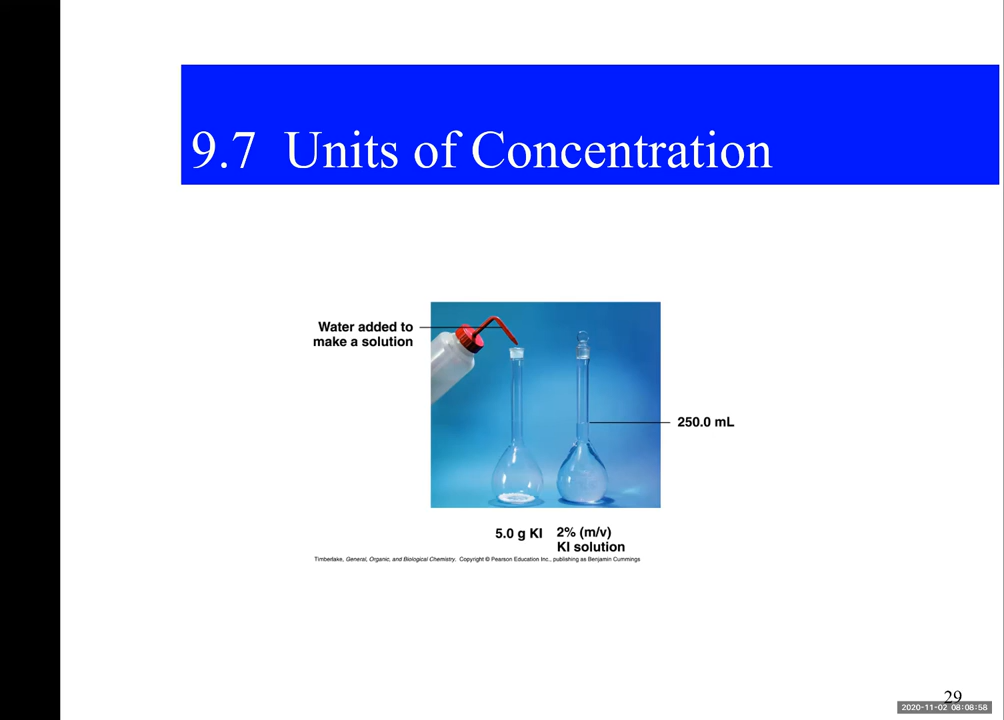 9.7 Units of Concentration
Water added to
make a solution
250.0 mL
5.0 g KI
2% (m/v)
KI solution
Timberlake, General, Organic, and Biological Chemistry. Copyright © Pearson Education Inc., publishing as Benjamin Cummings
29
2020-11-02 08:08:58